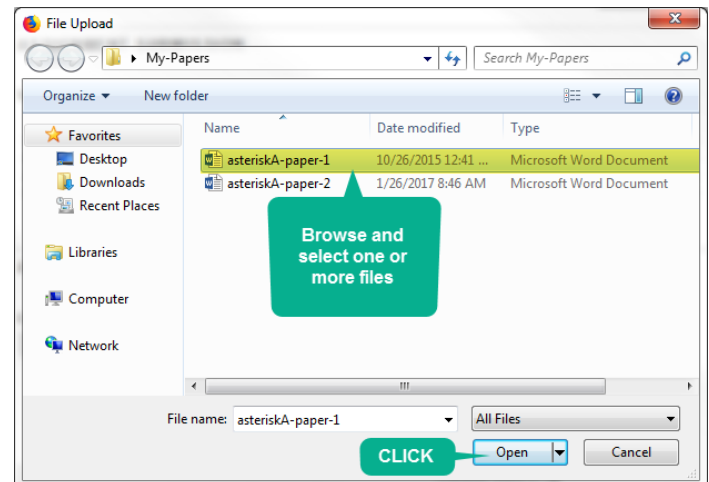 File Upload
My-Papers
Search My-Papers
Organize
New folder
Name
Date modified
Type
Favorites
Desktop
Downloads
Recent Places
Libraries
Computer
Network
asteriskA-paper-1 10/26/2015 12:41 ... Microsoft Word Document
asteriskA-paper-2 1/26/2017 8:46 AM Microsoft Word Document
Browse and
select one or
more files
File name: asteriskA-paper-1
All Files
CLICK
Open
Cancel